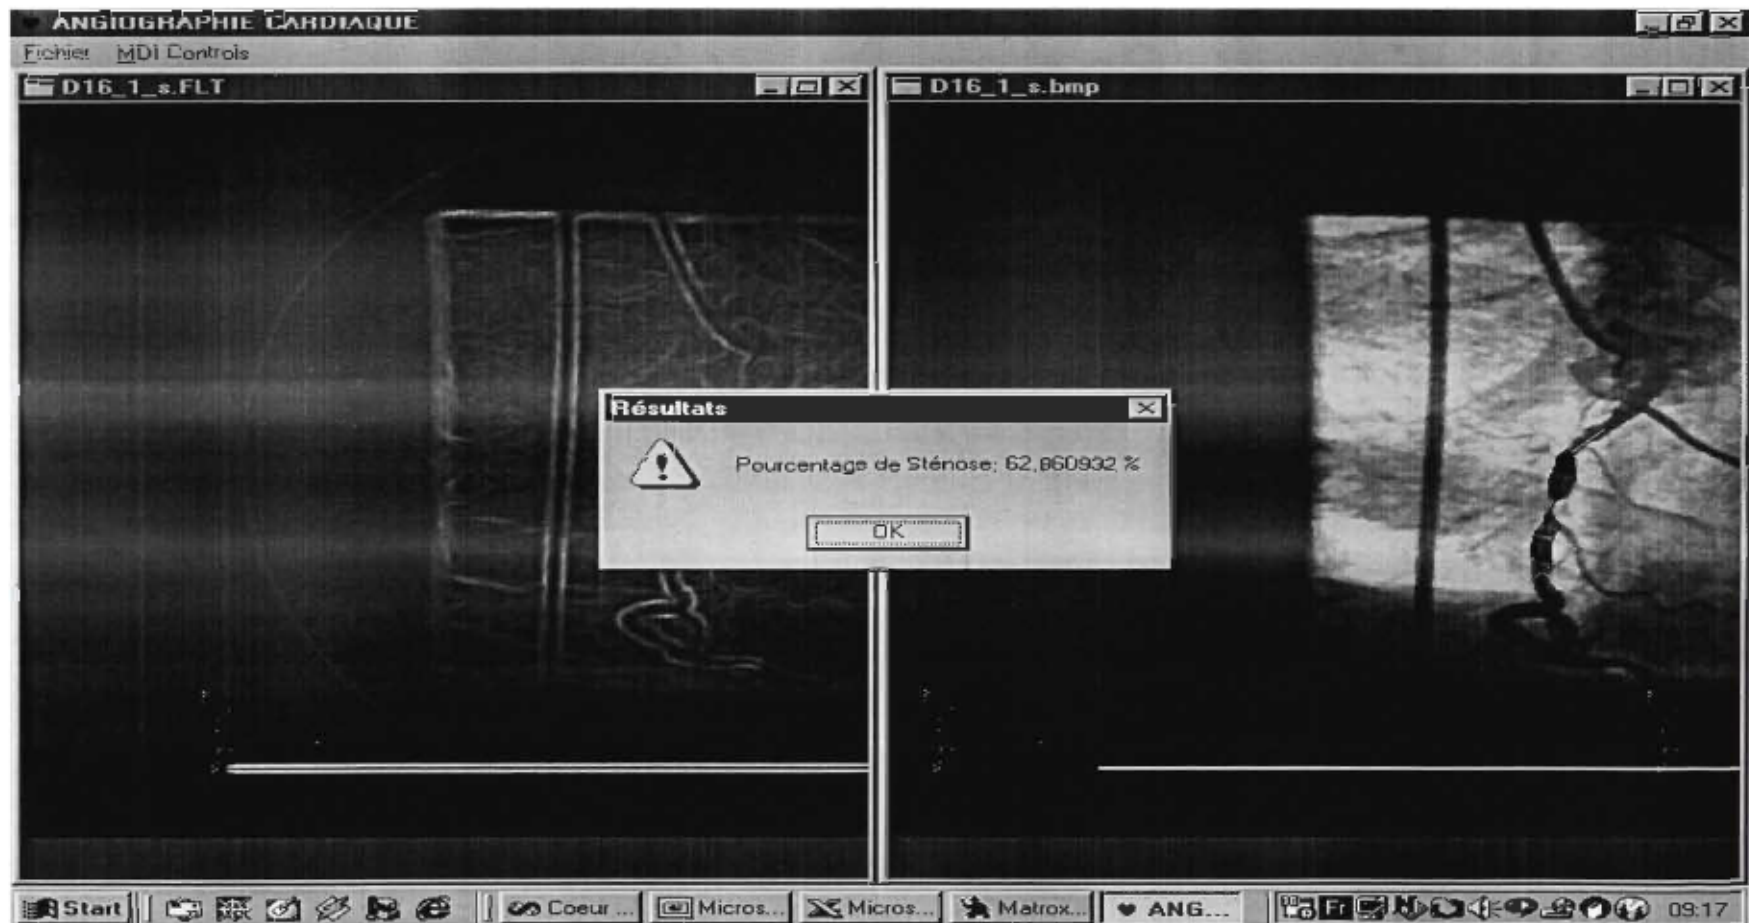 ANGIOGRAPHIE CARDIAQUE
Fichier MDI Controls
D16_1_s.FLT
D16_1_s.bmp
Résultats
Pourcentage de Sténose; 62,860932 %
OK
Start Coeur ... Micros... Micros... Matrox... ANG... Fr 09:17